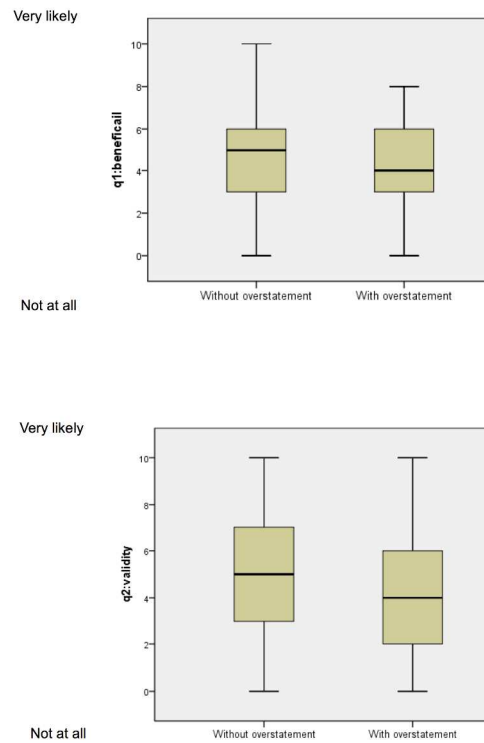 Very likely
10
8
6
4
2
0
q1:beneficail
Without overstatement
With overstatement
Not at all
Very likely
10
8
6
4
2
0
q2:validity
Without overstatement
With overstatement
Not at all